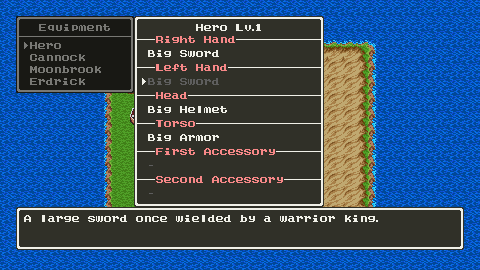 Equipment
Hero
Cannock
Moonbrook
Erdrick
Hero Lv.1
Right Hand
Big Sword
Left Hand
Big Sword
Head
Big Helmet
Torso
Big Armor
First Accessory
-
Second Accessory
-
A large sword once wielded by a warrior king.